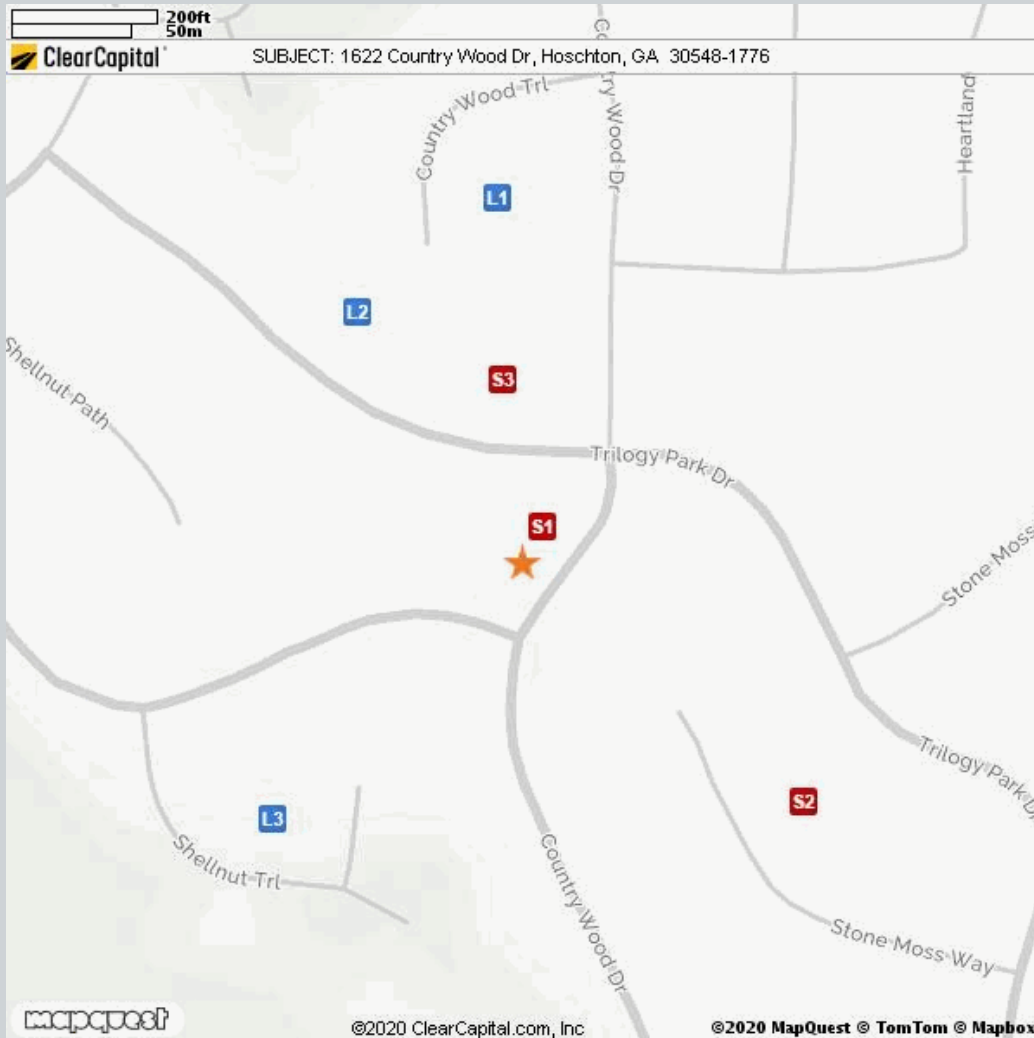 200ft
50m
ClearCapital
SUBJECT: 1622 Country Wood Dr, Hoschton, GA 30548-1776
Country Wood Trl
Co
ry Wood Dr
Heartland
L1
L2
Shellnut Path
S3
Trilogy Park Dr
S1
Stone Moss
Trilogy Park Dr
S2
L3
Shellnut Trl
Country Wood Dr
Stone Moss Way
mapquest
©2020 ClearCapital.com, Inc
©2020 MapQuest © TomTom © Mapbox